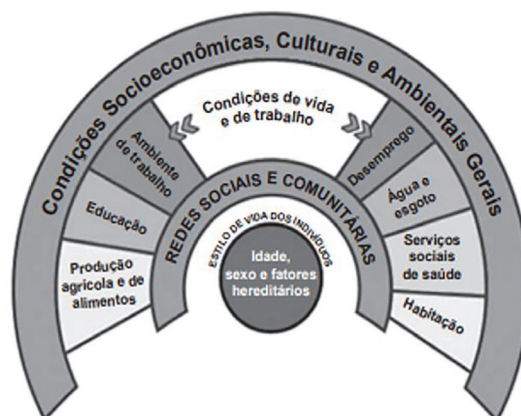 Condições Socioeconômicas, Culturais e Ambientais Gerais
Condições de vida
e de trabalho
Ambiente
de trabalho
Educação
Produção
agrícola e de
alimentos
Desemprego
Água e
esgoto
Serviços
sociais
de saúde
Habitação
REDES SOCIAIS E COMUNITÁRIAS
ESTILO DE VIDA DOS INDIVÍDUOS
Idade,
sexo e fatores
hereditários